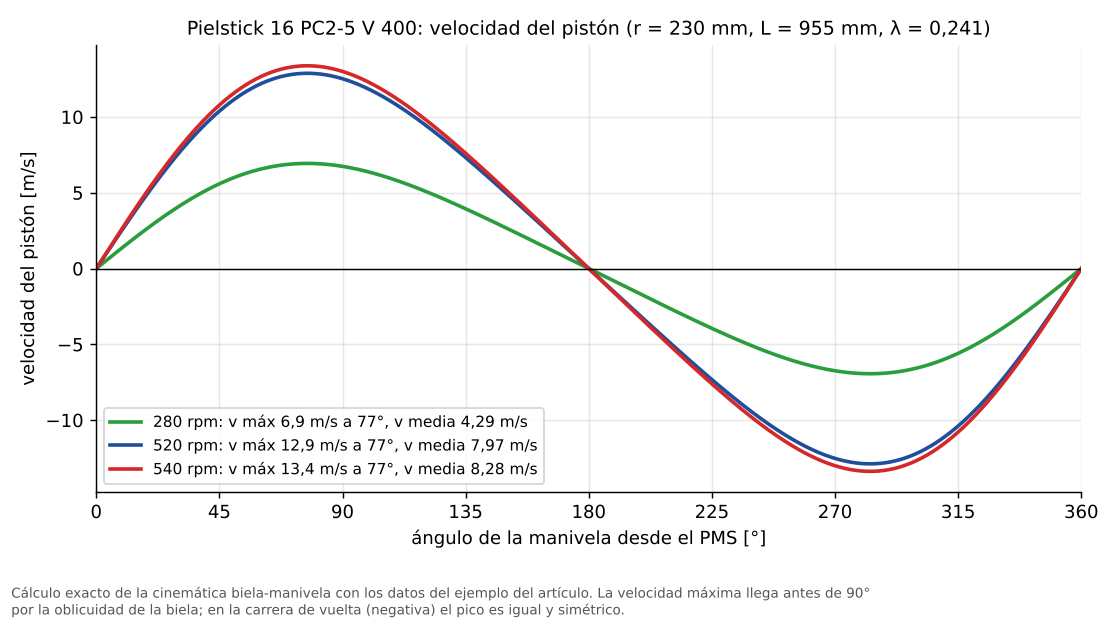 Pielstick 16 PC2-5 V 400: velocidad del pistón (r = 230 mm, L = 955 mm, λ = 0,241)
velocidad del pistón [m/s]
10
5
0
−5
−10
280 rpm: v máx 6,9 m/s a 77°, v media 4,29 m/s
520 rpm: v máx 12,9 m/s a 77°, v media 7,97 m/s
540 rpm: v máx 13,4 m/s a 77°, v media 8,28 m/s
0 45 90 135 180 225 270 315 360
ángulo de la manivela desde el PMS [°]
Cálculo exacto de la cinemática biela-manivela con los datos del ejemplo del artículo. La velocidad máxima llega antes de 90°
por la oblicuidad de la biela; en la carrera de vuelta (negativa) el pico es igual y simétrico.